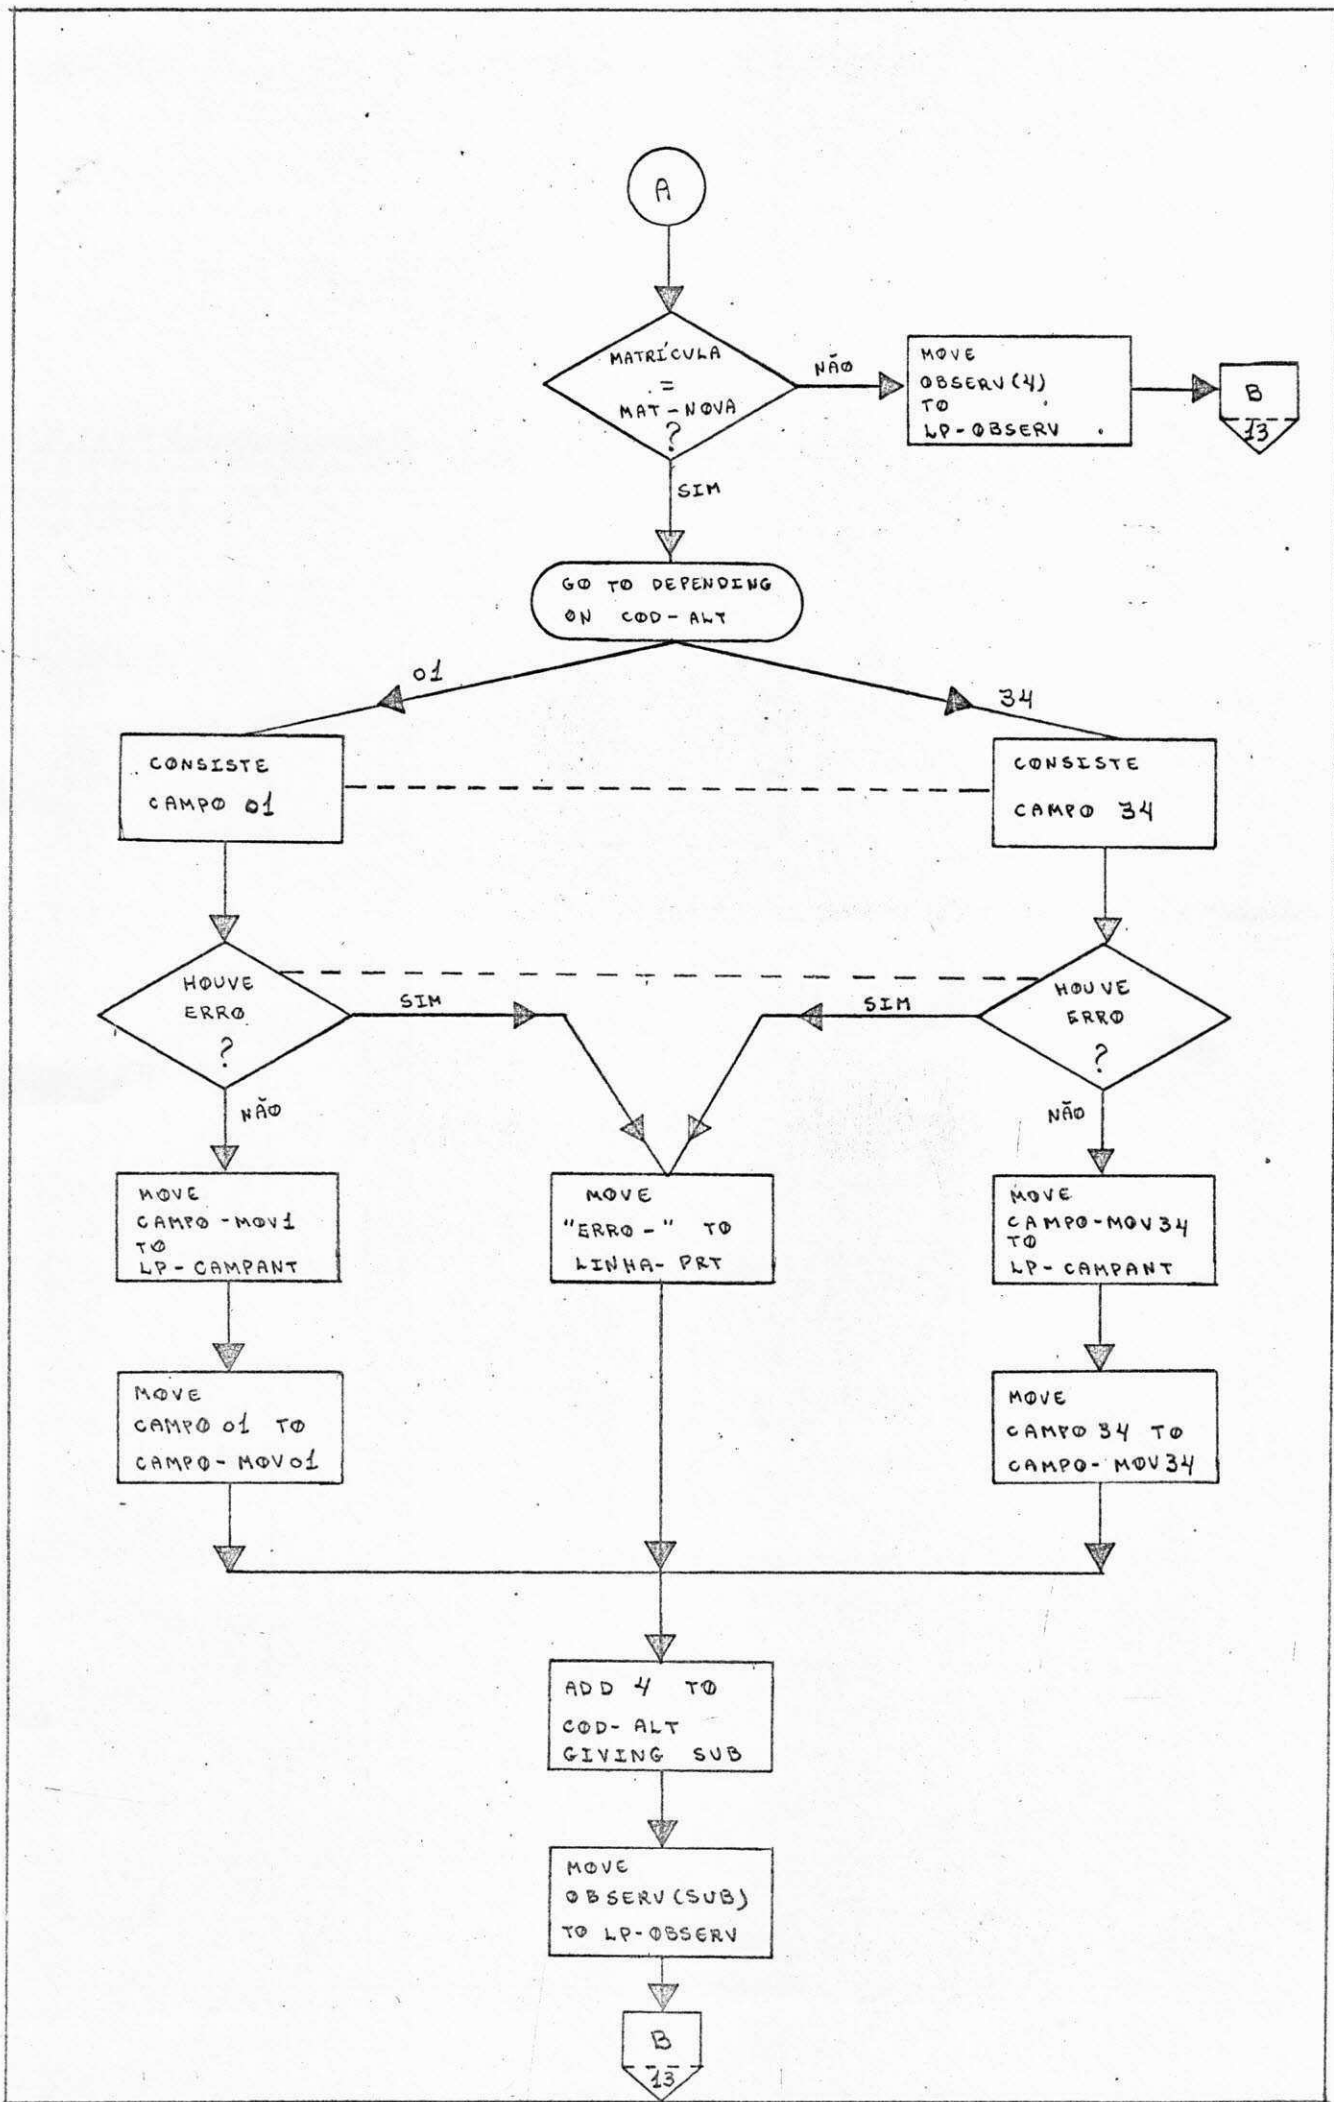 A
MATRÍCULA
=
MAT-NOVA
?
NÃO
MOVE
OBSERV(4)
TO
LP-OBSERV
B
13
SIM
GO TO DEPENDING
ON COD-ALT
01
34
CONSISTE
CAMPO 01
CONSISTE
CAMPO 34
HOUVE
ERRO
?
SIM
SIM
HOUVE
ERRO
?
NÃO
NÃO
MOVE
CAMPO-MOV1
TO
LP-CAMPANT
MOVE
"ERRO-" TO
LINHA-PRT
MOVE
CAMPO-MOV34
TO
LP-CAMPANT
MOVE
CAMPO 01 TO
CAMPO-MOV01
MOVE
CAMPO 34 TO
CAMPO-MOV34
ADD 4 TO
COD-ALT
GIVING SUB
MOVE
OBSERV(SUB)
TO LP-OBSERV
B
13